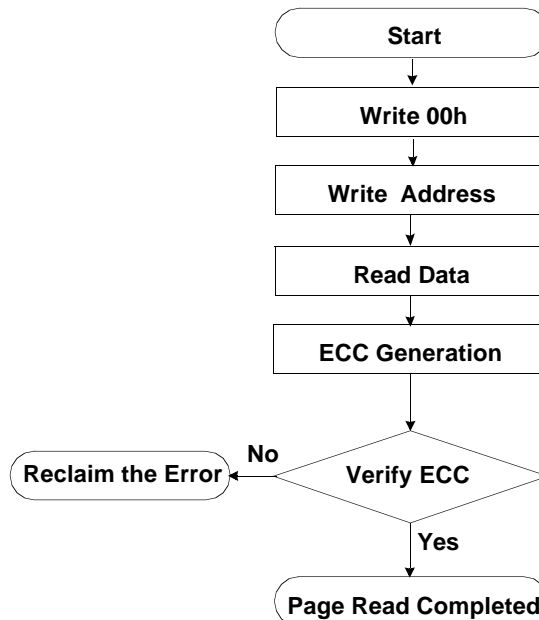 Start
Write 00h
Write Address
Read Data
ECC Generation
No
Reclaim the Error
Verify ECC
Yes
Page Read Completed